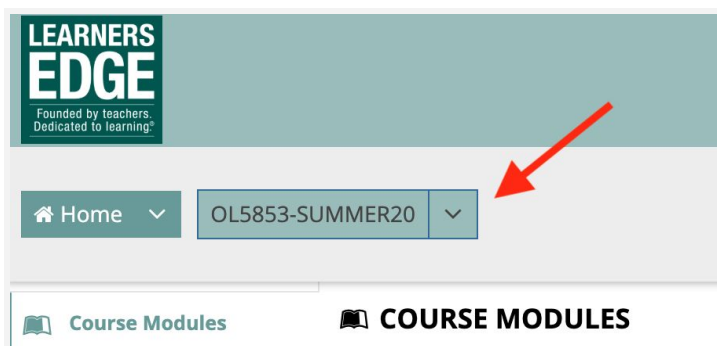 LEARNERS
EDGE
Founded by teachers.
Dedicated to learning.®
Home
OL5853-SUMMER20
Course Modules
COURSE MODULES